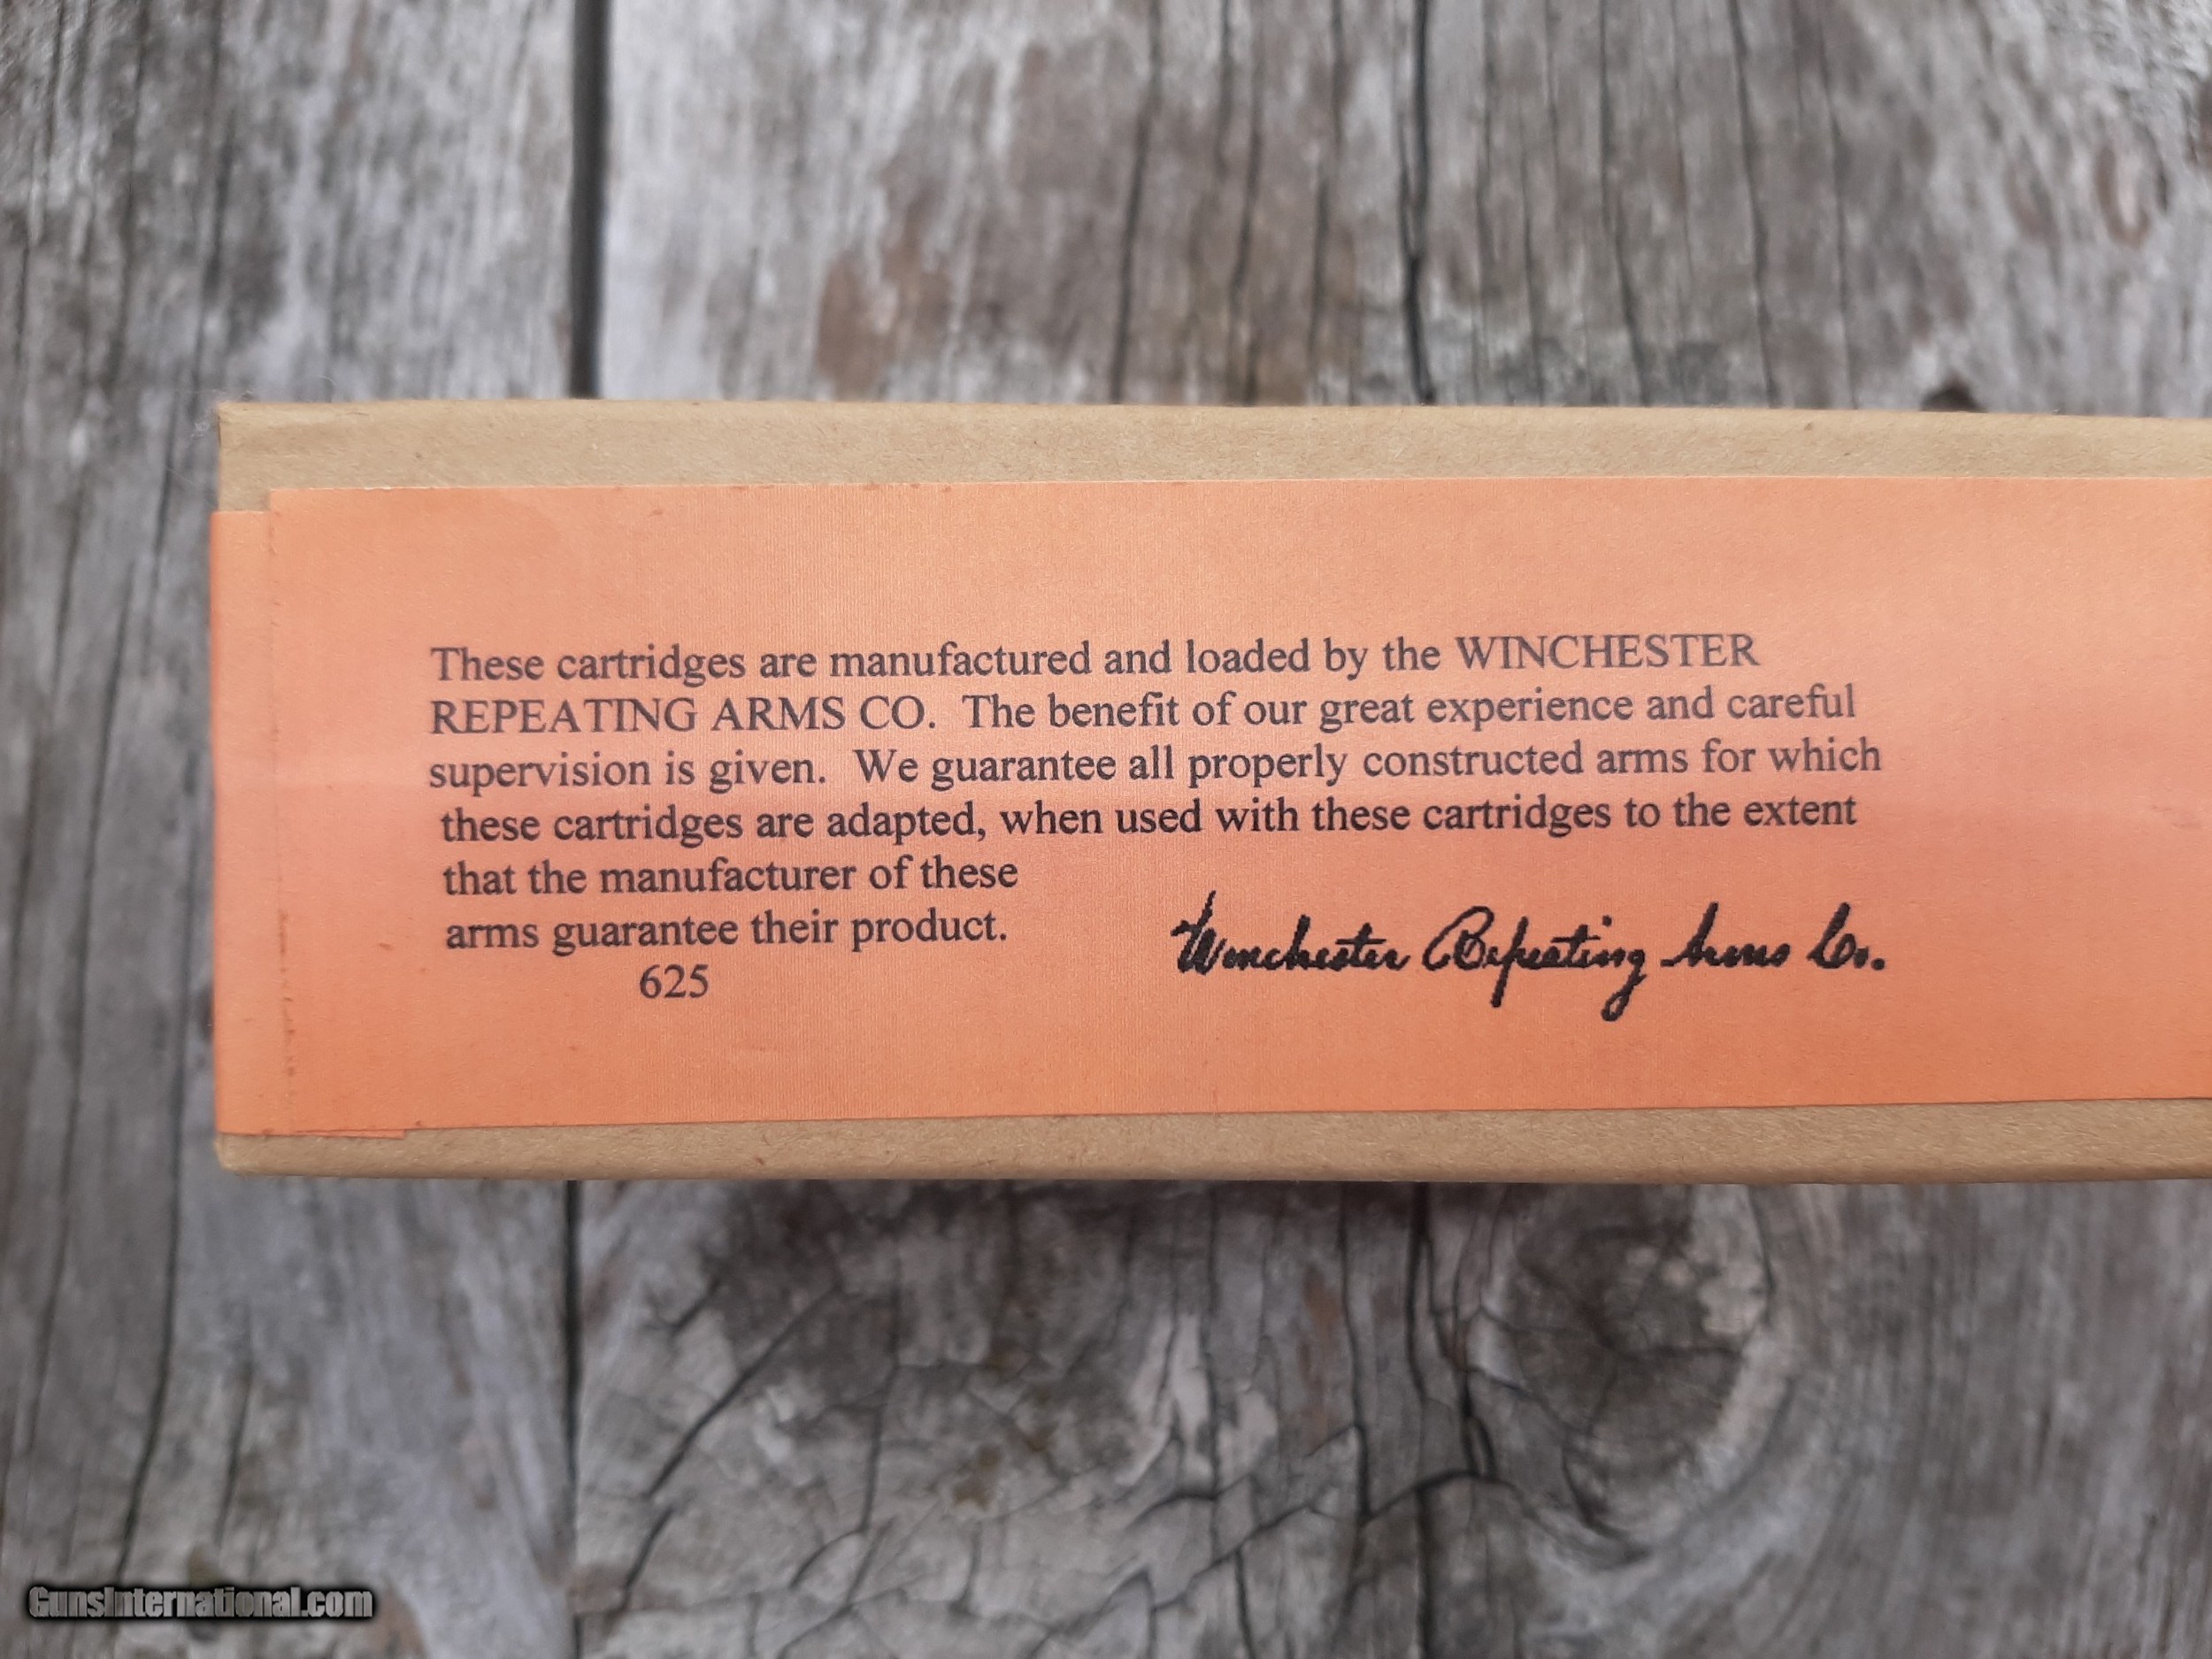 These cartridges are manufactured and loaded by the WINCHESTER
REPEATING ARMS CO. The benefit of our great experience and careful
supervision is given. We guarantee all properly constructed arms for which
these cartridges are adapted, when used with these cartridges to the extent
that the manufacturer of these
arms guarantee their product.
Winchester Repeating Arms Co.
625
GunsInternational.com